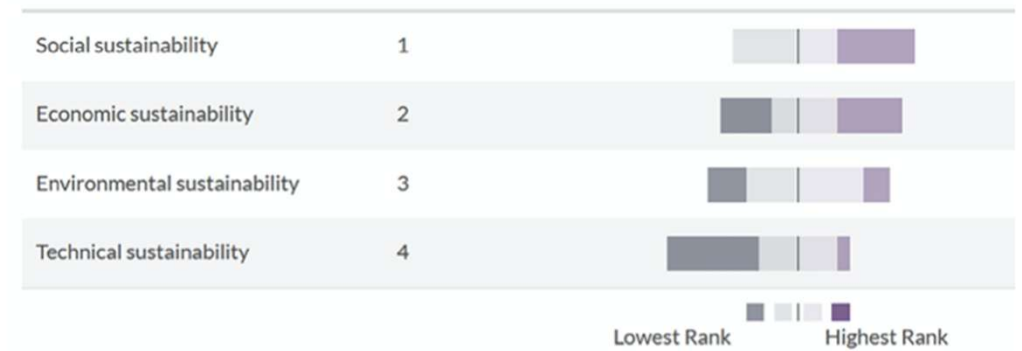 Social sustainability 1
Economic sustainability 2
Environmental sustainability 3
Technical sustainability 4
Lowest Rank Highest Rank